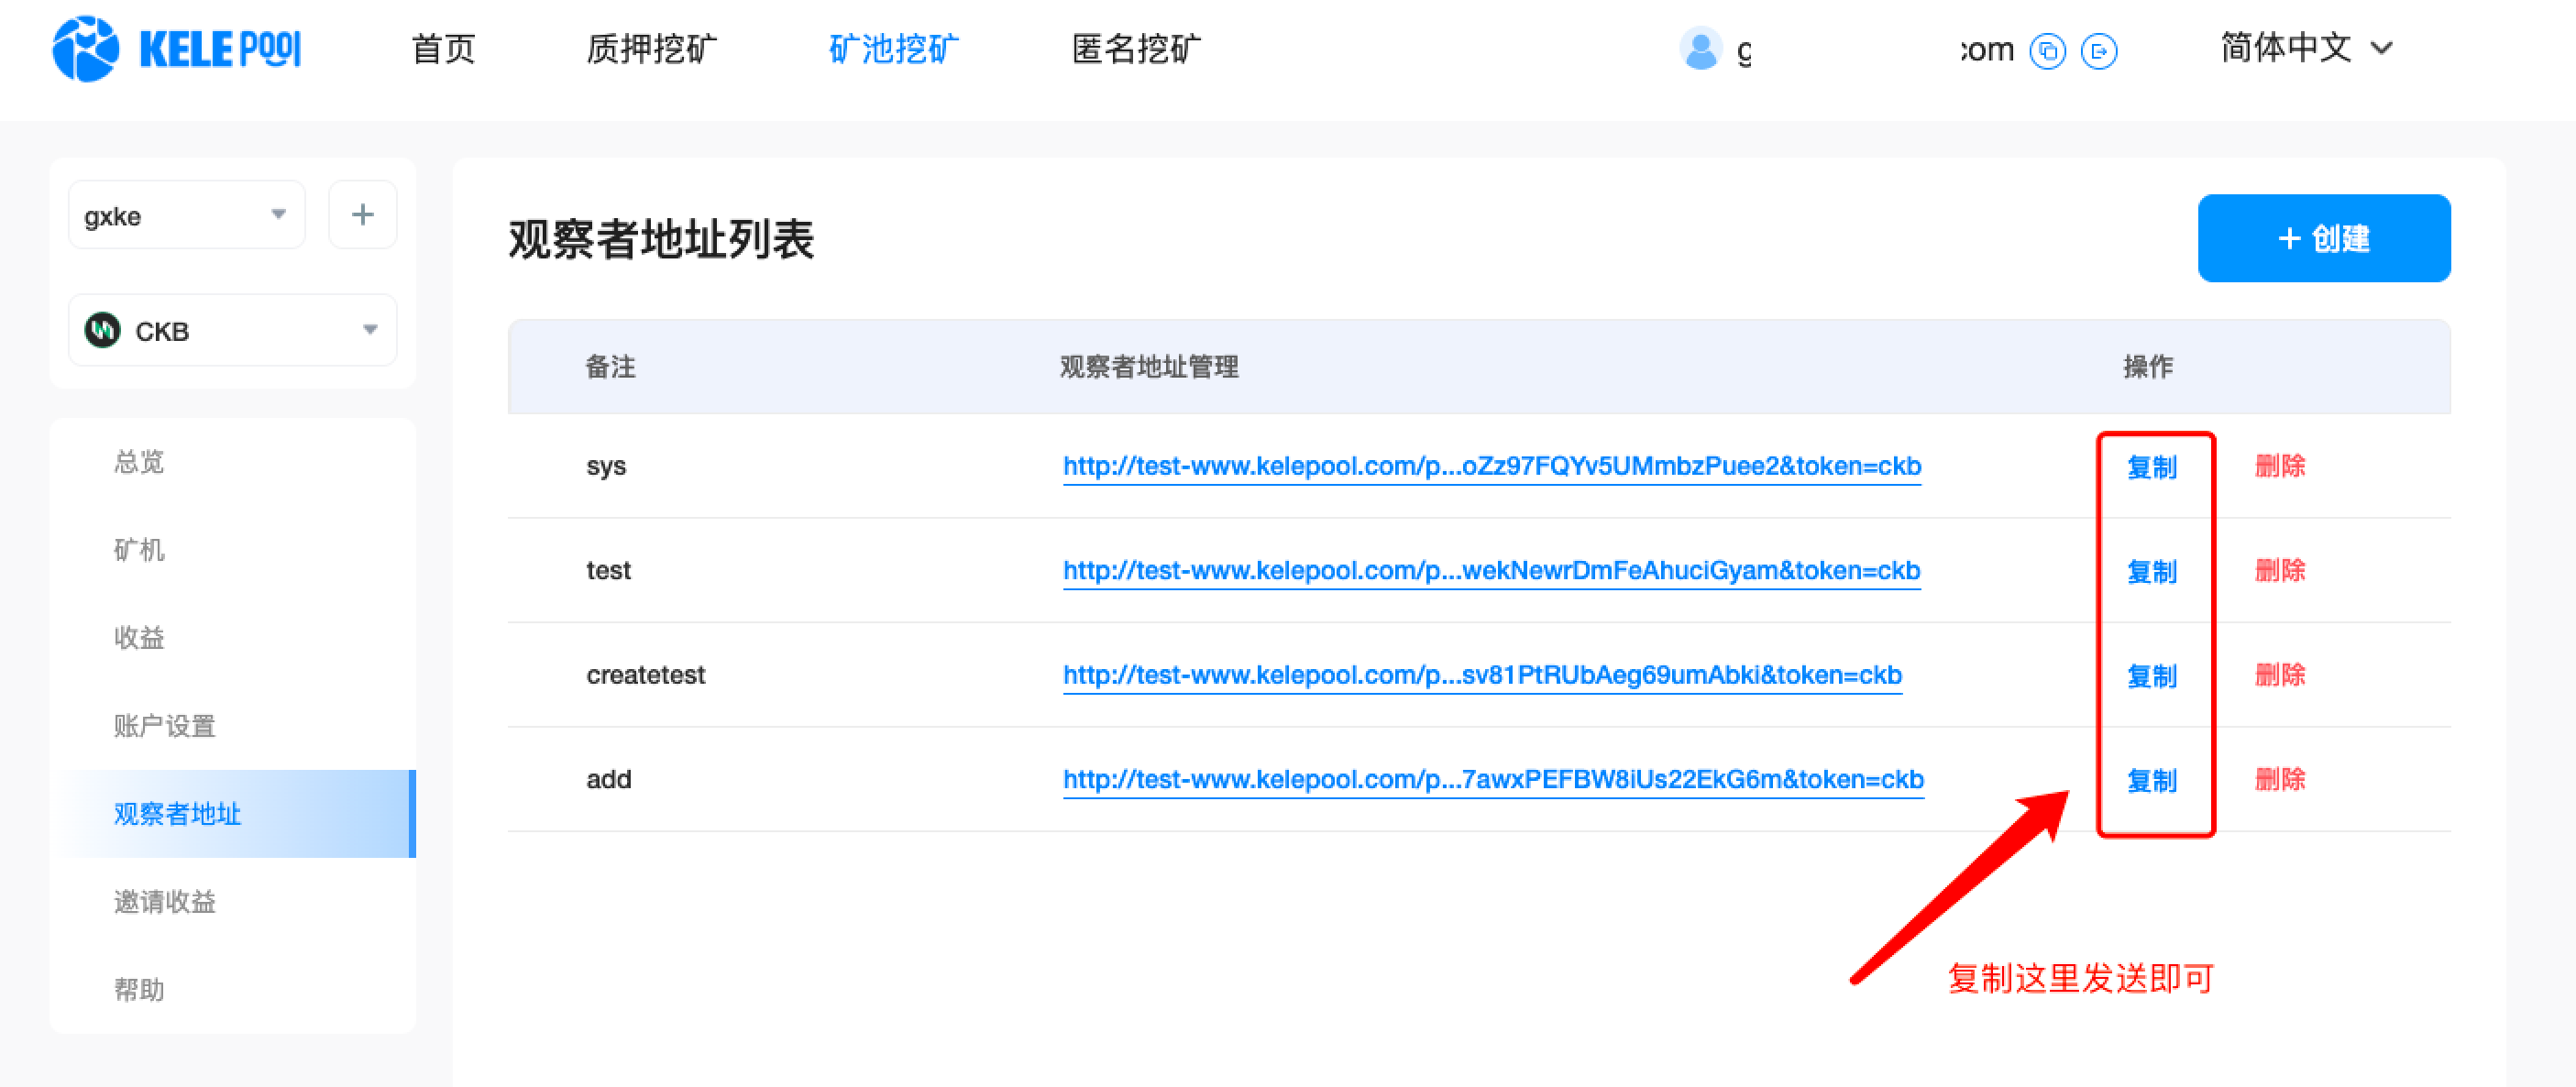 KELE POOL
首页 质押挖矿 矿池挖矿 匿名挖矿 g com 简体中文
gxke +
CKB
总览
矿机
收益
账户设置
观察者地址
邀请收益
帮助
观察者地址列表
+ 创建
备注 观察者地址管理 操作
sys http://test-www.kelepool.com/p...oZz97FQYv5UMmbzPuee2&token=ckb 复制 删除
test http://test-www.kelepool.com/p...wekNewrDmFeAhuciGyam&token=ckb 复制 删除
createtest http://test-www.kelepool.com/p...sv81PtRUbAeg69umAbki&token=ckb 复制 删除
add http://test-www.kelepool.com/p...7awxPEFBW8iUs22EkG6m&token=ckb 复制 删除
复制这里发送即可